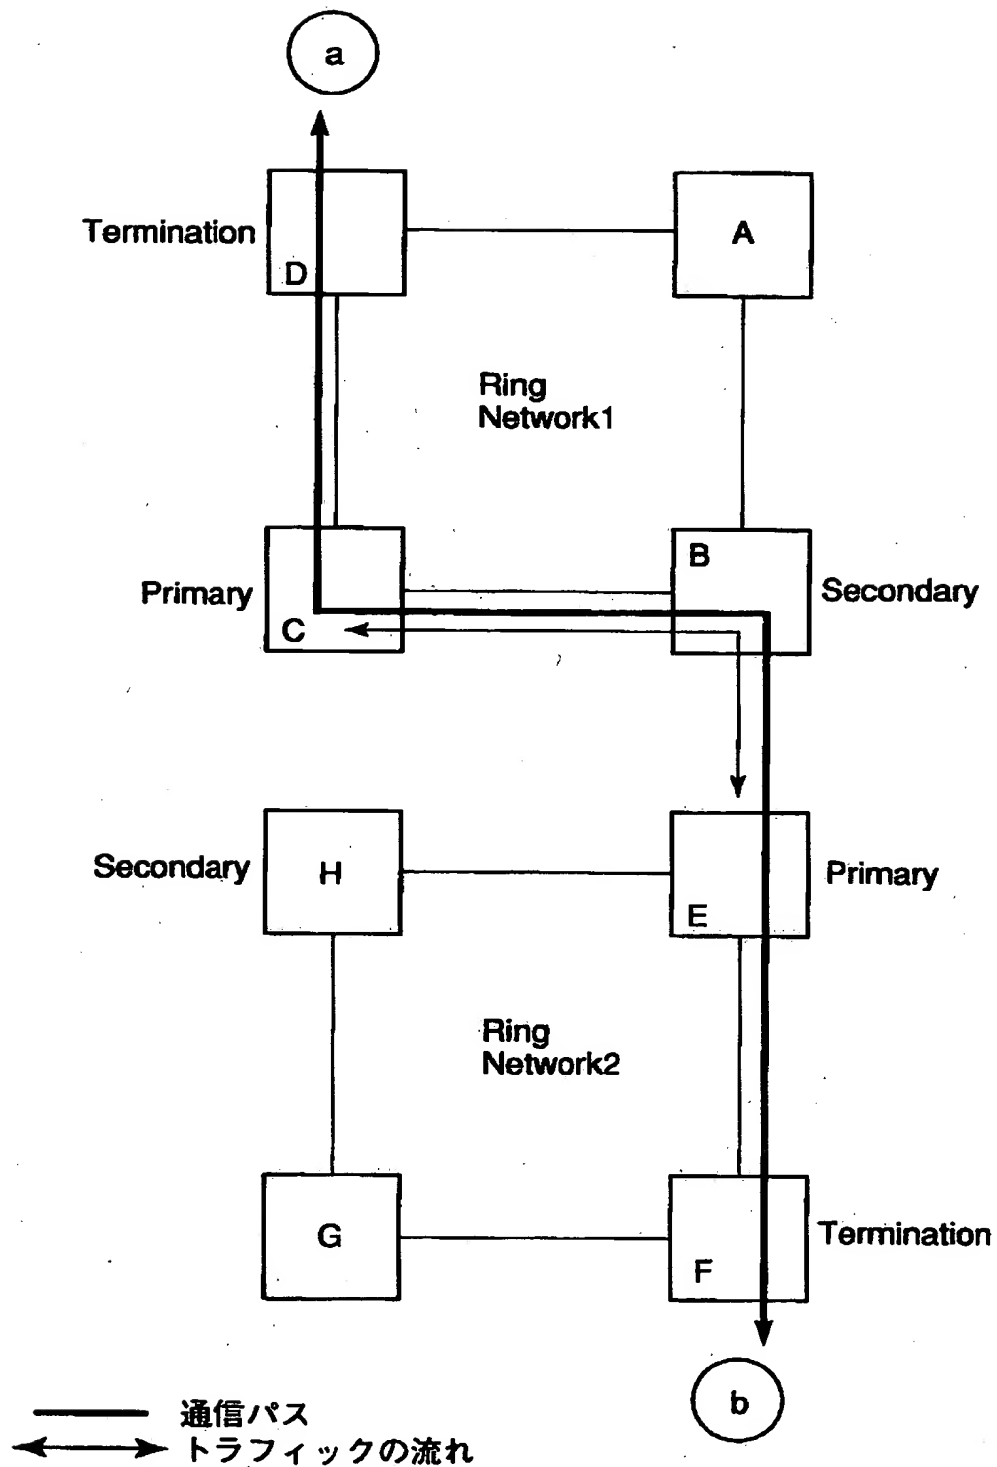 a
Termination
D
A
Ring
Network1
B
Primary
C
Secondary
Secondary
H
E
Primary
Ring
Network2
G
F
Termination
b
通信パス
トラフィックの流れ